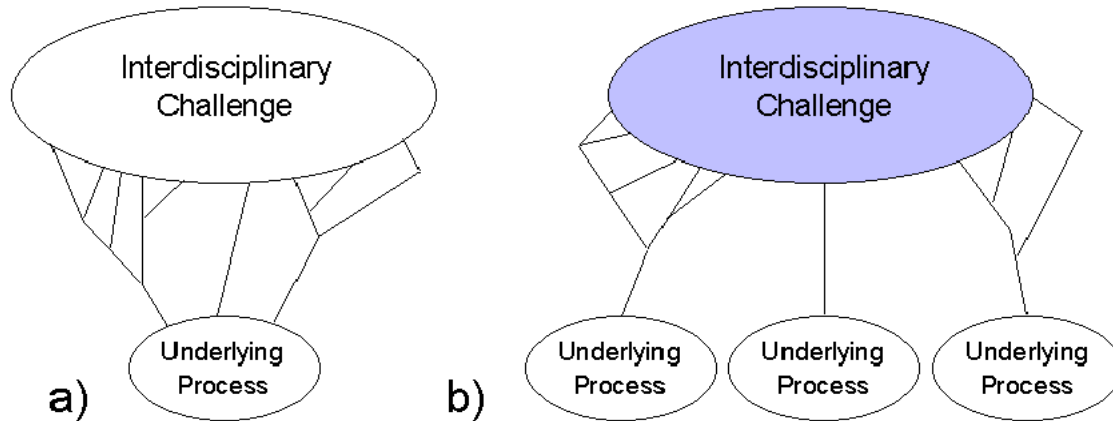 Interdisciplinary
Challenge
Underlying
Process
a)
Interdisciplinary
Challenge
Underlying
Process
Underlying
Process
Underlying
Process
b)